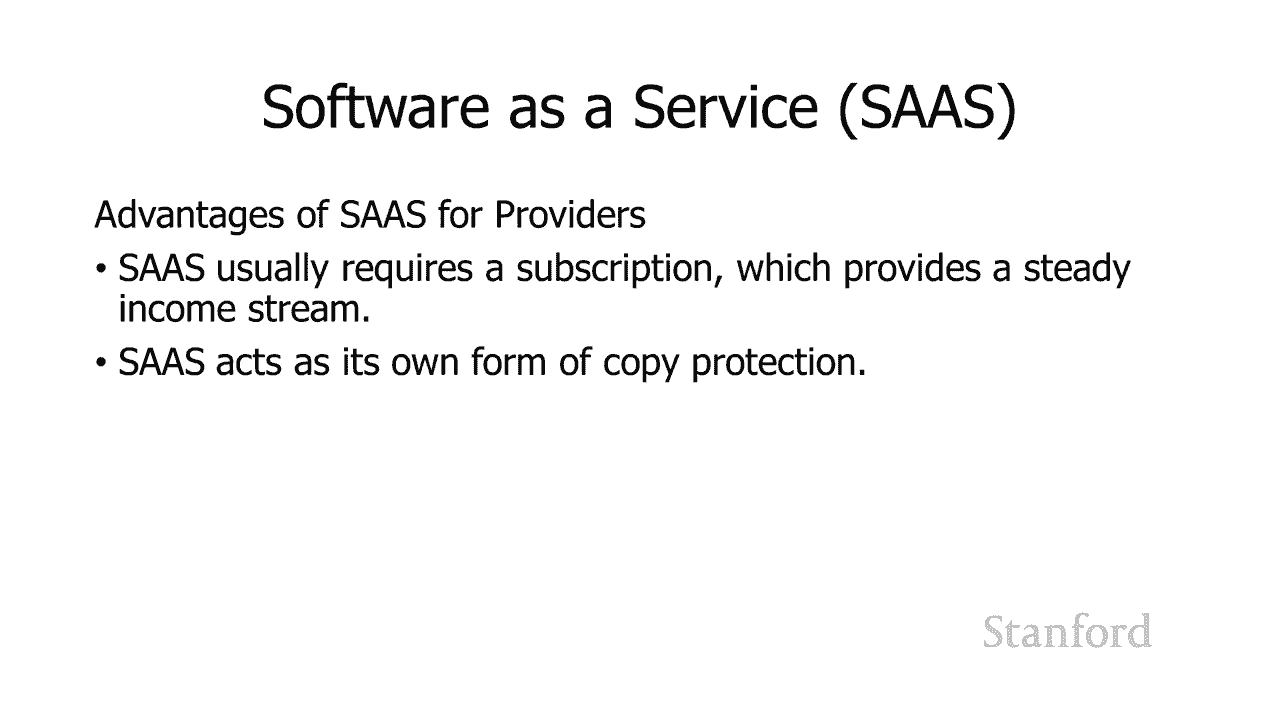 Software as a Service (SAAS)
Advantages of SAAS for Providers
• SAAS usually requires a subscription, which provides a steady
income stream.
• SAAS acts as its own form of copy protection.
Stanford